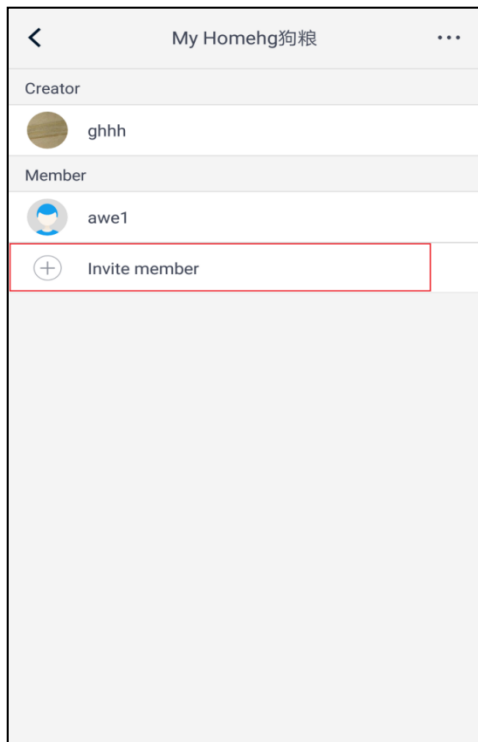 My Homehg狗粮
Creator
ghhh
Member
awe1
Invite member